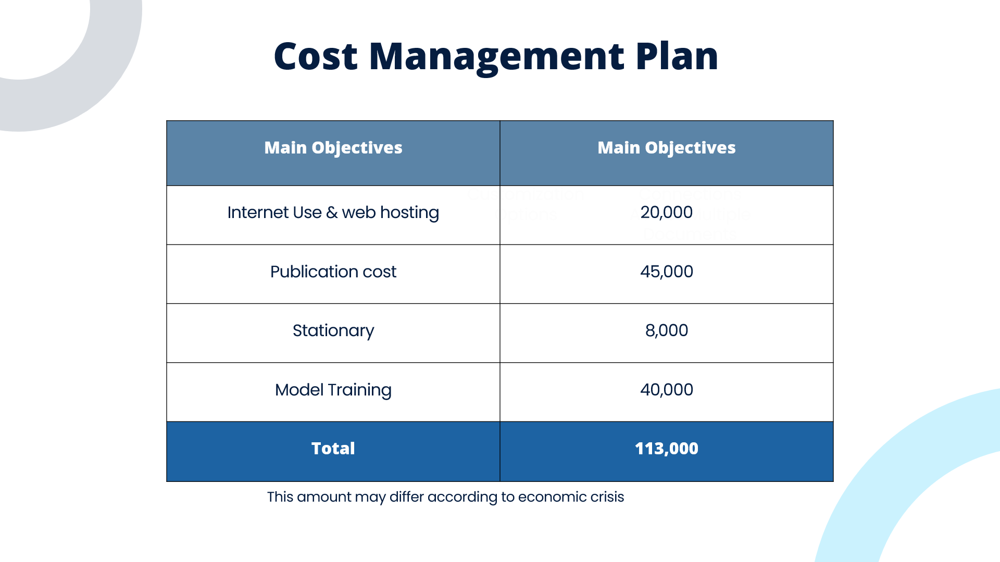 Cost Management Plan
Main Objectives Main Objectives
Internet Use & web hosting 20,000
Publication cost 45,000
Stationary 8,000
Model Training 40,000
Total 113,000
This amount may differ according to economic crisis